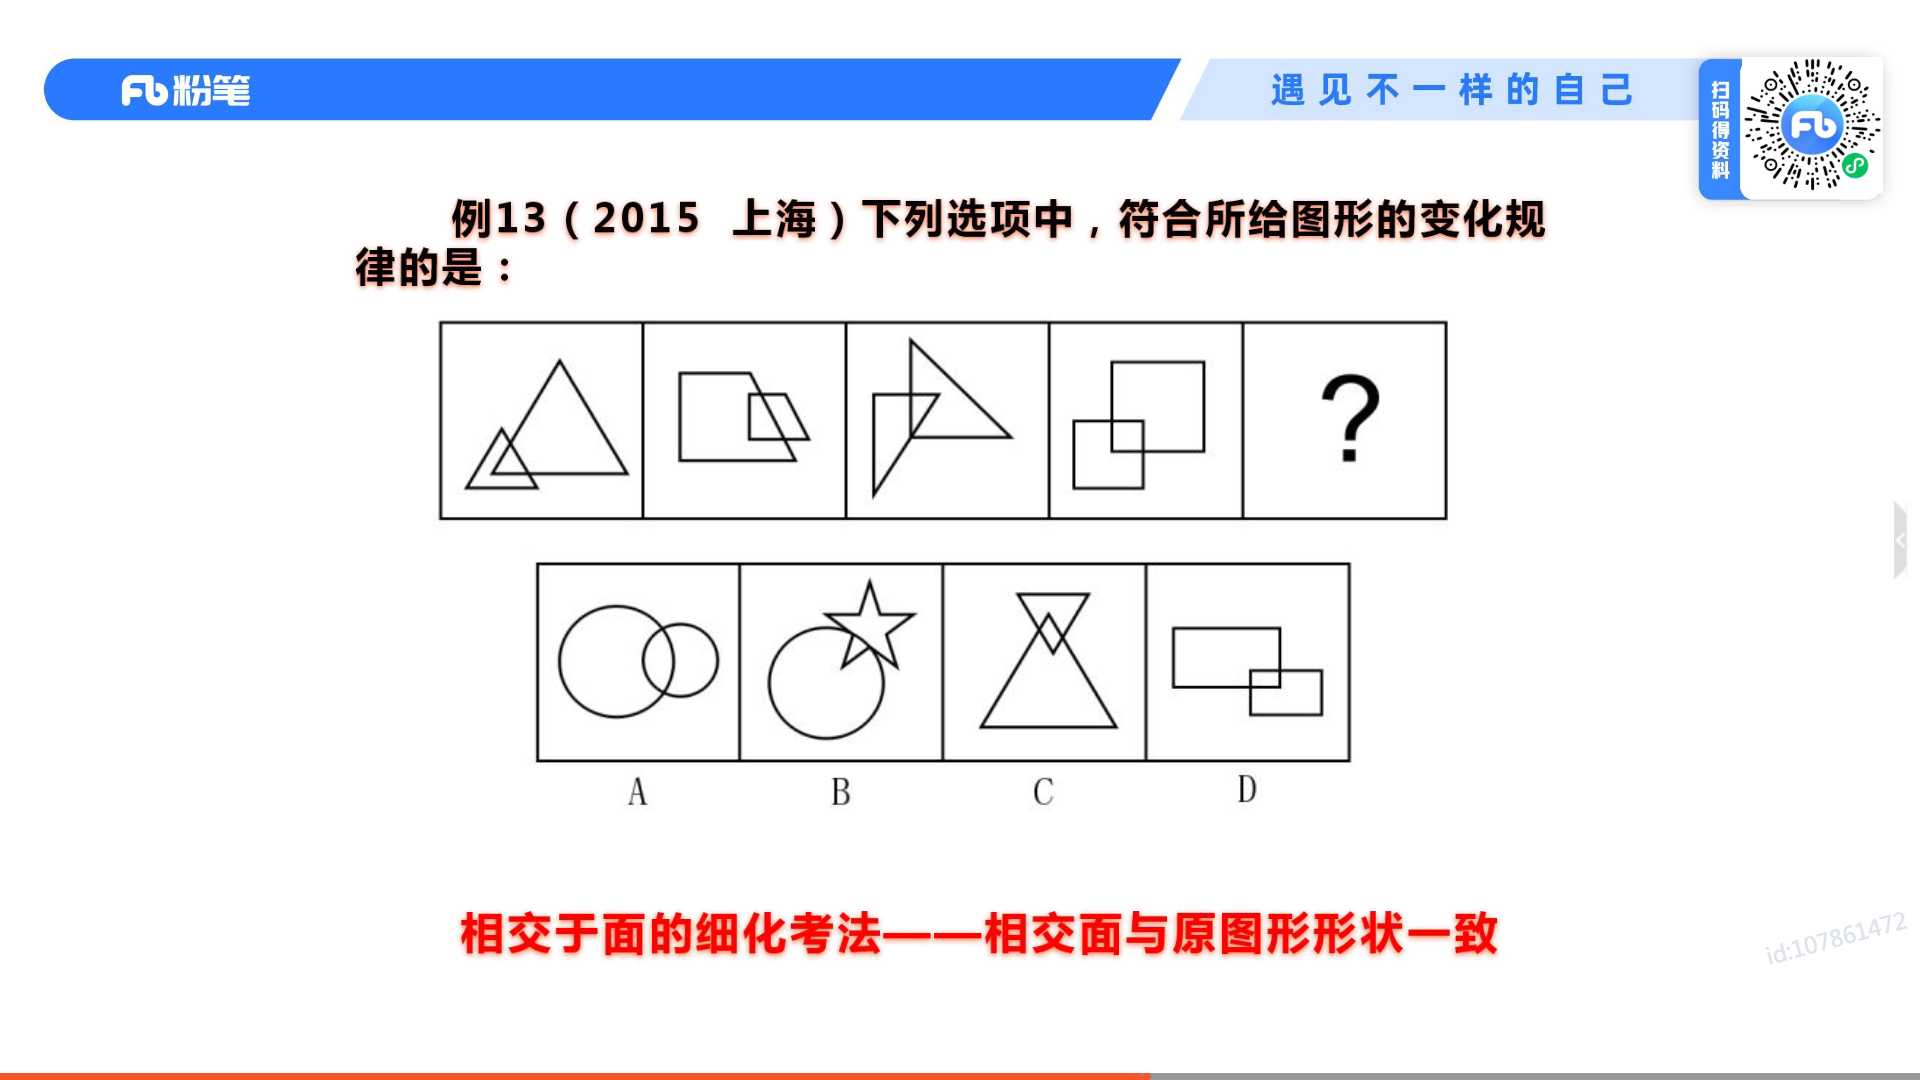 粉笔
遇见不一样的自己
扫码得资料
例13（2015 上海）下列选项中，符合所给图形的变化规
律的是：
?
A B C D
相交于面的细化考法——相交面与原图形形状一致
id:107861472